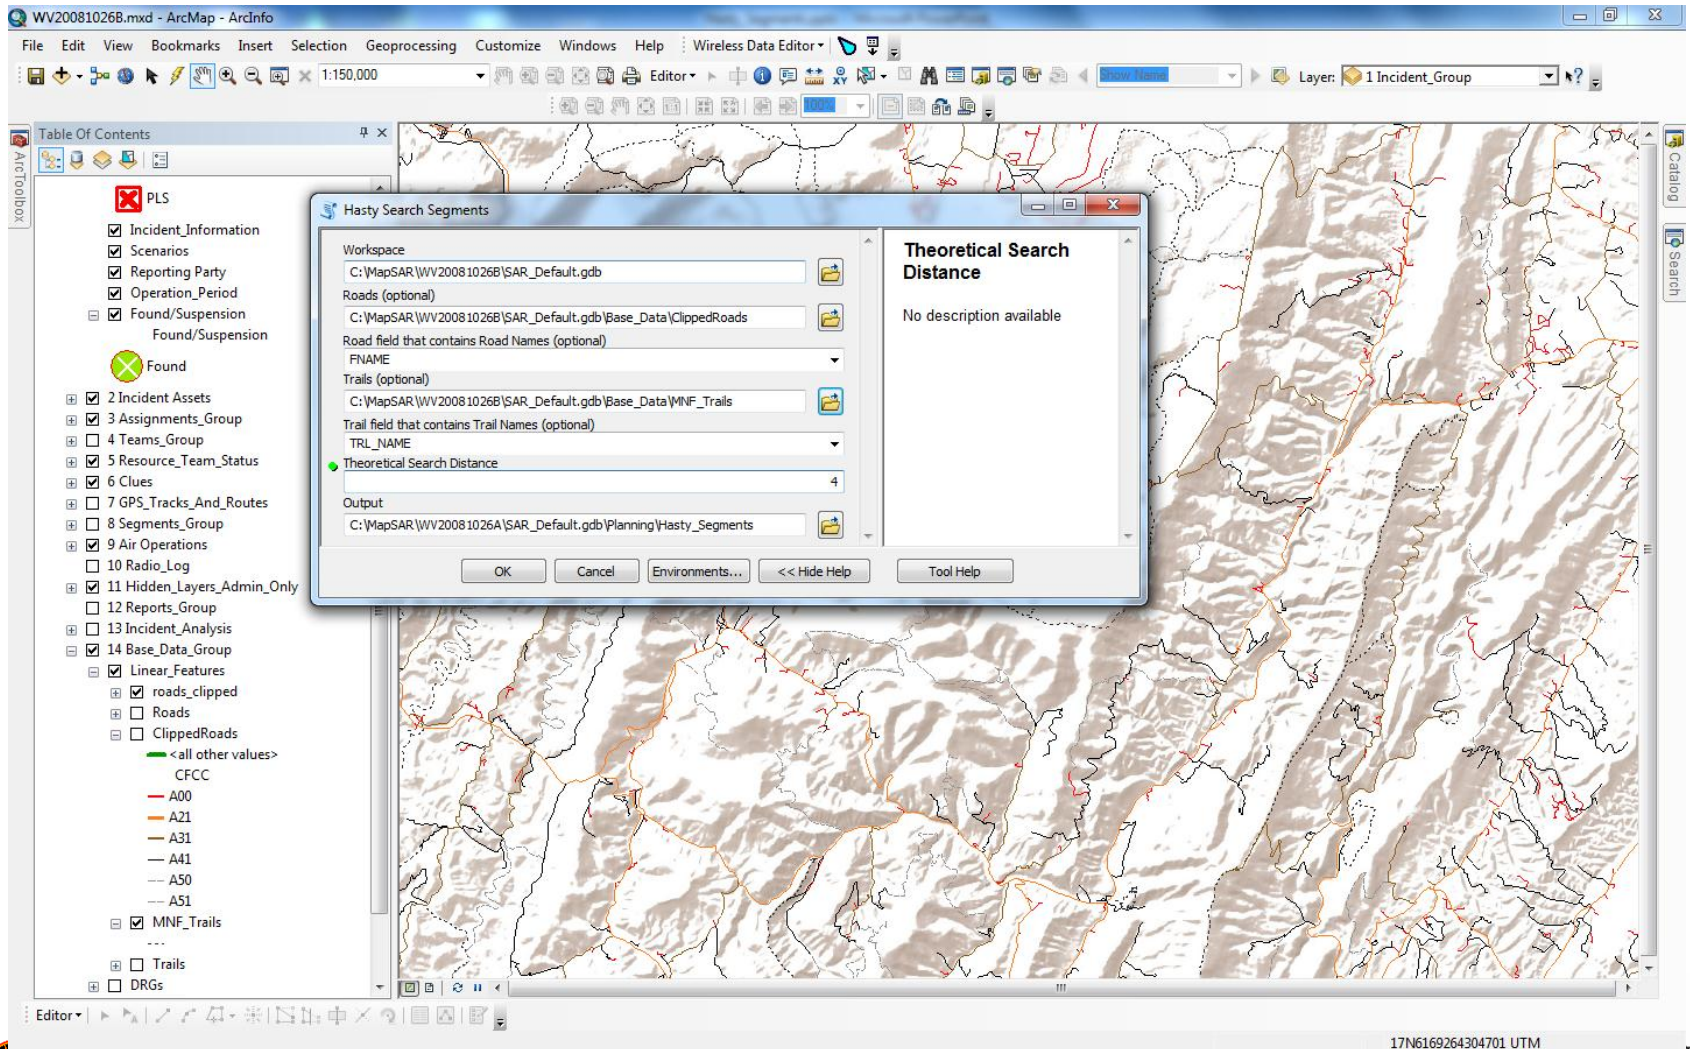 WV20081026B.mxd - ArcMap - ArcInfo
File Edit View Bookmarks Insert Selection Geoprocessing Customize Windows Help Wireless Data Editor
1:150,000 Editor Show Name Layer: 1 Incident_Group
100%
Table Of Contents
ArcToolbox
PLS
Incident_Information
Scenarios
Reporting Party
Operation_Period
Found/Suspension
Found/Suspension
Found
2 Incident Assets
3 Assignments_Group
4 Teams_Group
5 Resource_Team_Status
6 Clues
7 GPS_Tracks_And_Routes
8 Segments_Group
9 Air Operations
10 Radio_Log
11 Hidden_Layers_Admin_Only
12 Reports_Group
13 Incident_Analysis
14 Base_Data_Group
Linear_Features
roads_clipped
Roads
ClippedRoads
<all other values>
CFCC
A00
A21
A31
A41
A50
A51
MNF_Trails
Trails
DRGs
Hasty Search Segments
Workspace
C:\MapSAR\WV20081026B\SAR_Default.gdb
Roads (optional)
C:\MapSAR\WV20081026B\SAR_Default.gdb\Base_Data\ClippedRoads
Road field that contains Road Names (optional)
FNAME
Trails (optional)
C:\MapSAR\WV20081026B\SAR_Default.gdb\Base_Data\MNF_Trails
Trail field that contains Trail Names (optional)
TRL_NAME
Theoretical Search Distance
4
Output
C:\MapSAR\WV20081026A\SAR_Default.gdb\Planning\Hasty_Segments
OK Cancel Environments... << Hide Help Tool Help
Theoretical Search
Distance
No description available
Catalog
Search
Editor
17N6169264304701 UTM